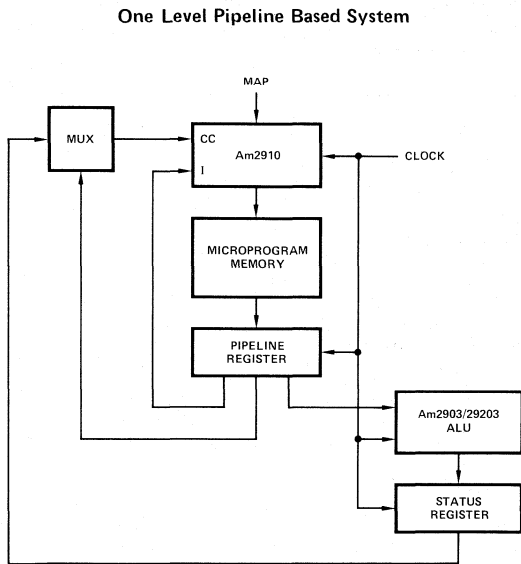 One Level Pipeline Based System
MAP
MUX
CC
Am2910
I
CLOCK
MICROPROGRAM
MEMORY
PIPELINE
REGISTER
Am2903/29203
ALU
STATUS
REGISTER